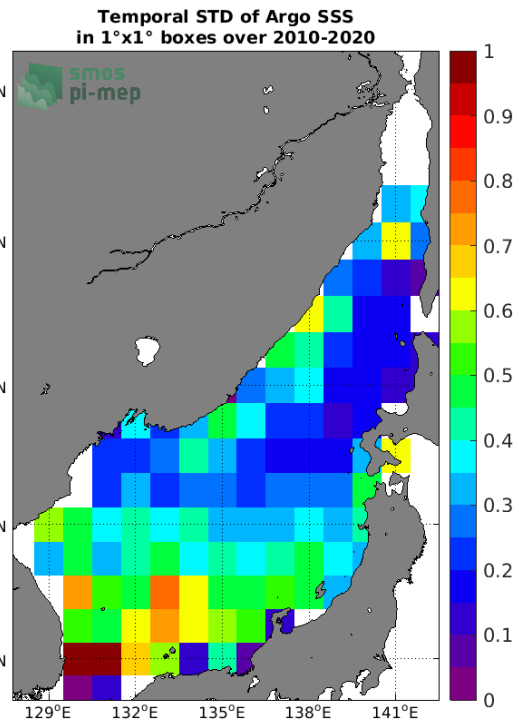 Temporal STD of Argo SSS
in 1°x1° boxes over 2010-2020
smos
pi-mep
N
N
N
N
N
129°E 132°E 135°E 138°E 141°E
1
0.9
0.8
0.7
0.6
0.5
0.4
0.3
0.2
0.1
0